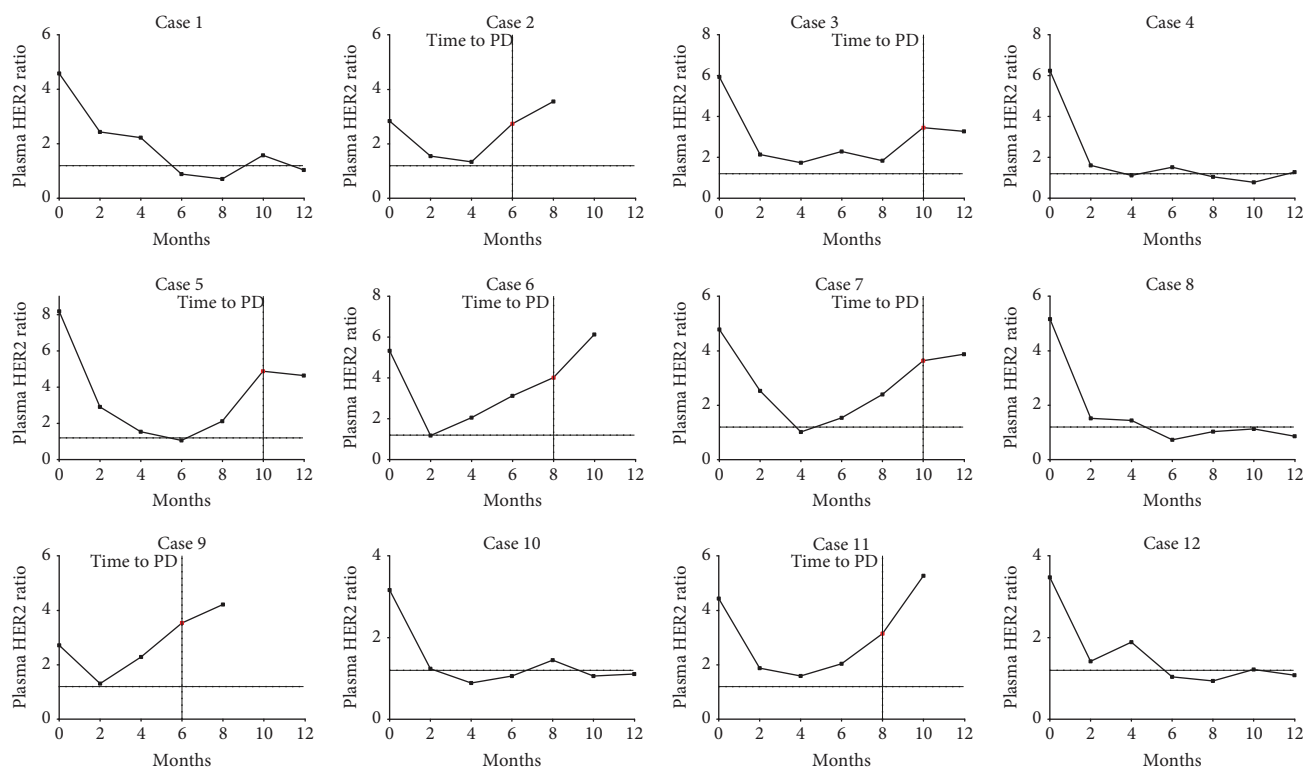 Case 1
Plasma HER2 ratio
6
4
2
0
0 2 4 6 8 10 12
Months
Case 2
Time to PD
Plasma HER2 ratio
6
4
2
0
0 2 4 6 8 10 12
Months
Case 3
Time to PD
Plasma HER2 ratio
8
6
4
2
0
0 2 4 6 8 10 12
Months
Case 4
Plasma HER2 ratio
8
6
4
2
0
0 2 4 6 8 10 12
Months
Case 5
Time to PD
Plasma HER2 ratio
8
6
4
2
0
0 2 4 6 8 10 12
Months
Case 6
Time to PD
Plasma HER2 ratio
8
6
4
2
0
0 2 4 6 8 10 12
Months
Case 7
Time to PD
Plasma HER2 ratio
6
4
2
0
0 2 4 6 8 10 12
Months
Case 8
Plasma HER2 ratio
6
4
2
0
0 2 4 6 8 10 12
Months
Case 9
Time to PD
Plasma HER2 ratio
6
4
2
0
0 2 4 6 8 10 12
Months
Case 10
Plasma HER2 ratio
4
2
0
0 2 4 6 8 10 12
Months
Case 11
Time to PD
Plasma HER2 ratio
6
4
2
0
0 2 4 6 8 10 12
Months
Case 12
Plasma HER2 ratio
4
2
0
0 2 4 6 8 10 12
Months